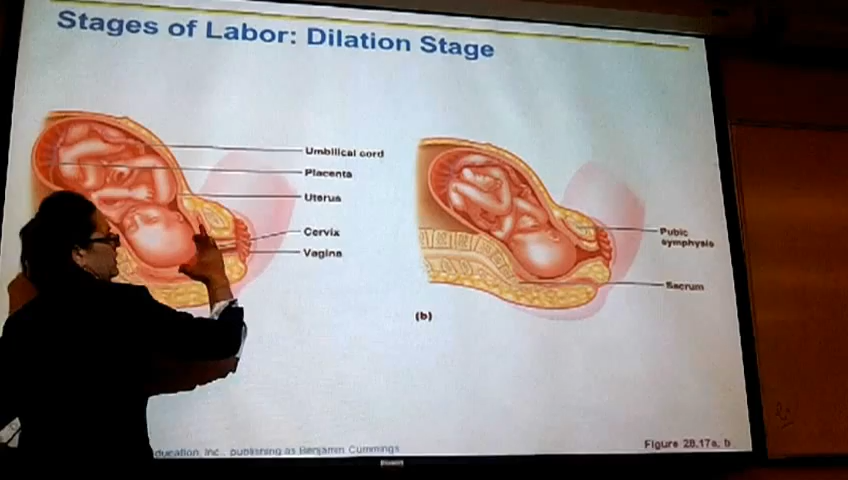 Stages of Labor: Dilation Stage
Umbilical cord
Placenta
Uterus
Cervix
Vagina
Pubic
symphysis
Sacrum
(b)
ducation, Inc., publishing as Benjamin Cummings
Figure 28.17a, b